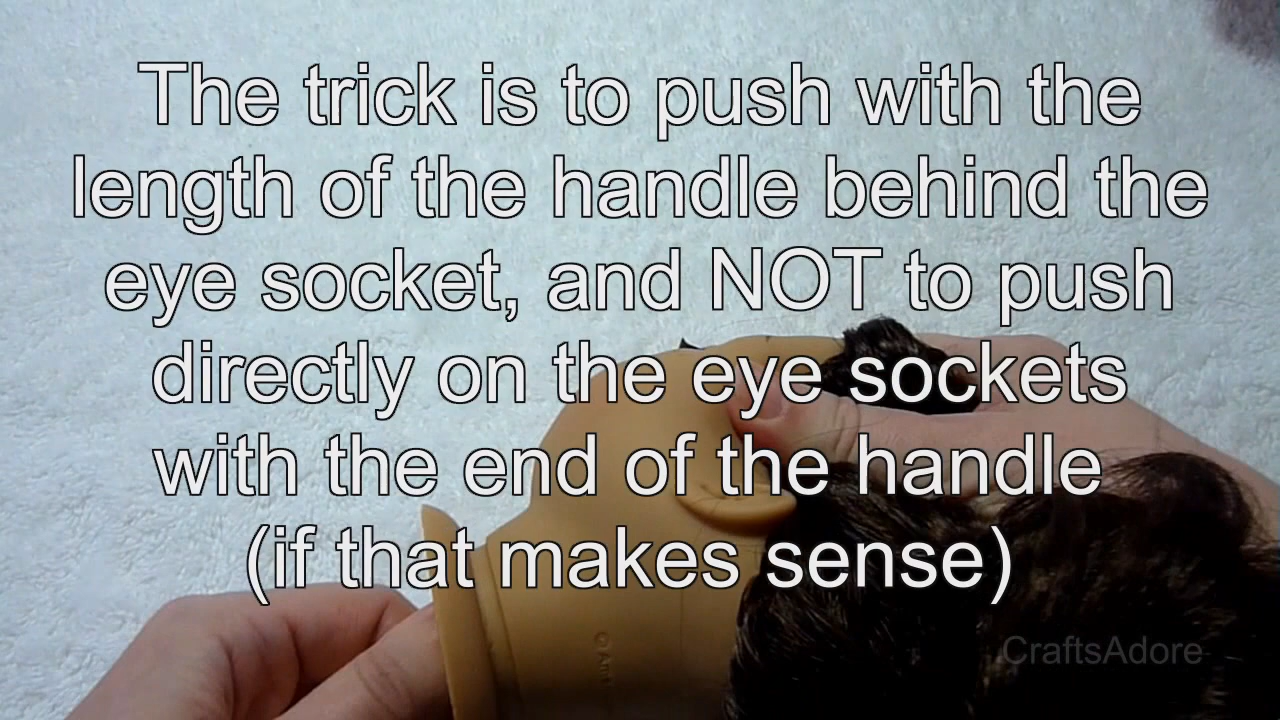 The trick is to push with the
length of the handle behind the
eye socket, and NOT to push
directly on the eye sockets
with the end of the handle
(if that makes sense)
CraftsAdore